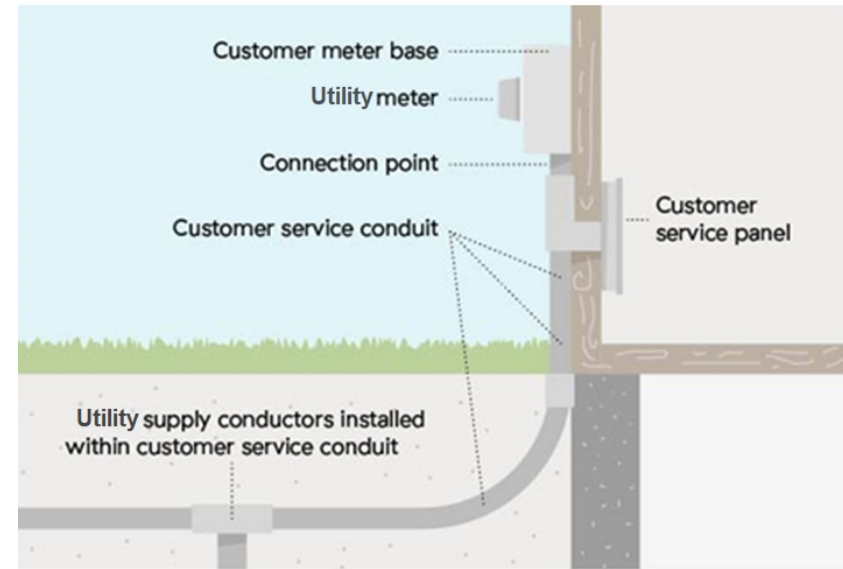 Customer meter base
Utility meter
Connection point
Customer service conduit
Customer
service panel
Utility supply conductors installed
within customer service conduit